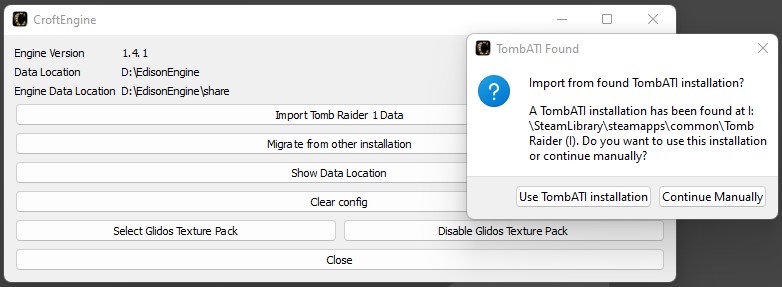 CroftEngine
Engine Version 1.4.1
Data Location D:\EdisonEngine
Engine Data Location D:\EdisonEngine\share
Import Tomb Raider 1 Data
Migrate from other installation
Show Data Location
Clear config
Select Glidos Texture Pack Disable Glidos Texture Pack
Close
TombATI Found
Import from found TombATI installation?
A TombATI installation has been found at I:
\SteamLibrary\steamapps\common\Tomb
Raider (I). Do you want to use this installation
or continue manually?
Use TombATI installation Continue Manually